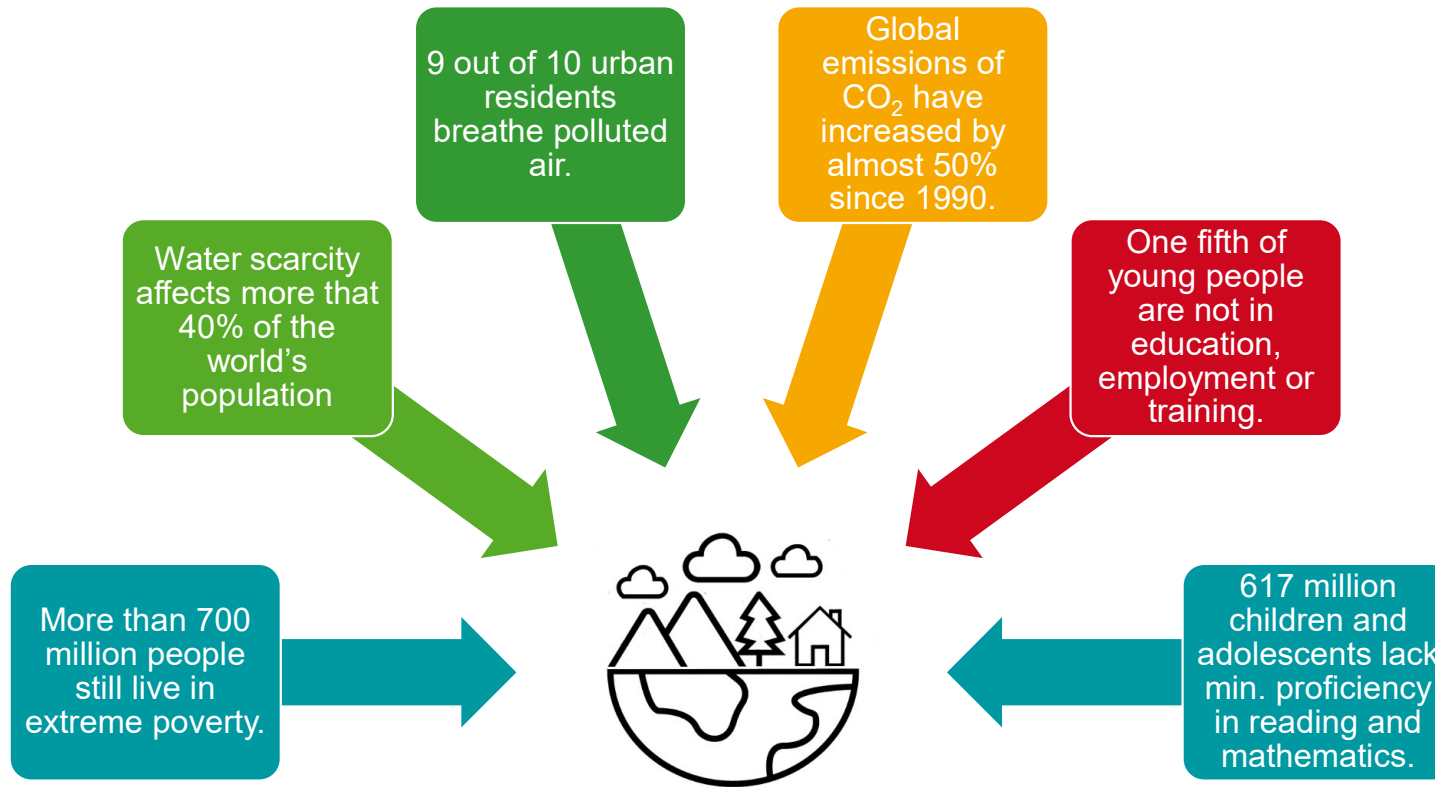 More than 700
million people
still live in
extreme poverty.
Water scarcity
affects more that
40% of the
world’s
population
9 out of 10 urban
residents
breathe polluted
air.
Global
emissions of
CO₂ have
increased by
almost 50%
since 1990.
One fifth of
young people
are not in
education,
employment or
training.
617 million
children and
adolescents lack
min. proficiency
in reading and
mathematics.